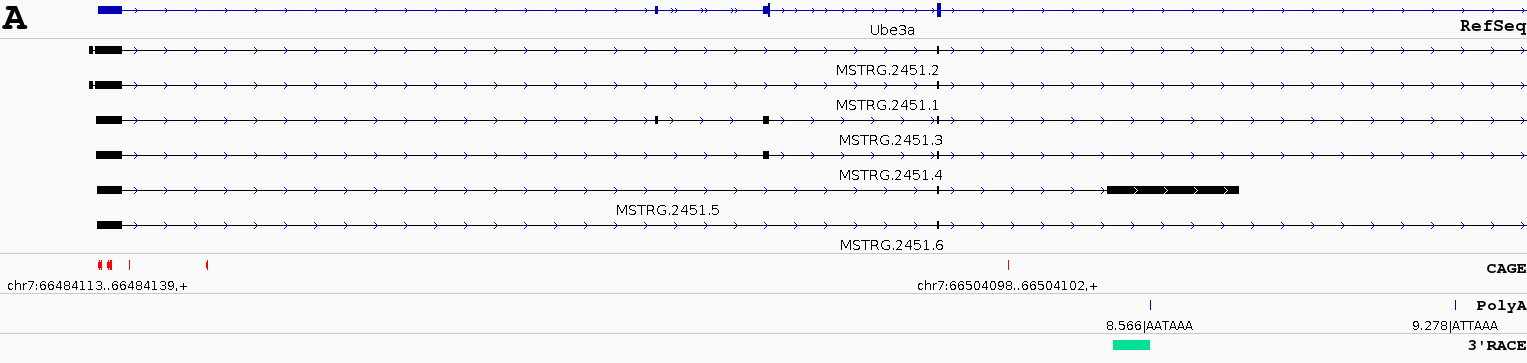 A
Ube3a
RefSeq
MSTRG.2451.2
MSTRG.2451.1
MSTRG.2451.3
MSTRG.2451.4
MSTRG.2451.5
MSTRG.2451.6
CAGE
chr7:66484113..66484139,+ chr7:66504098..66504102,+
PolyA
8.566|AATAAA 9.278|ATTAAA
3'RACE